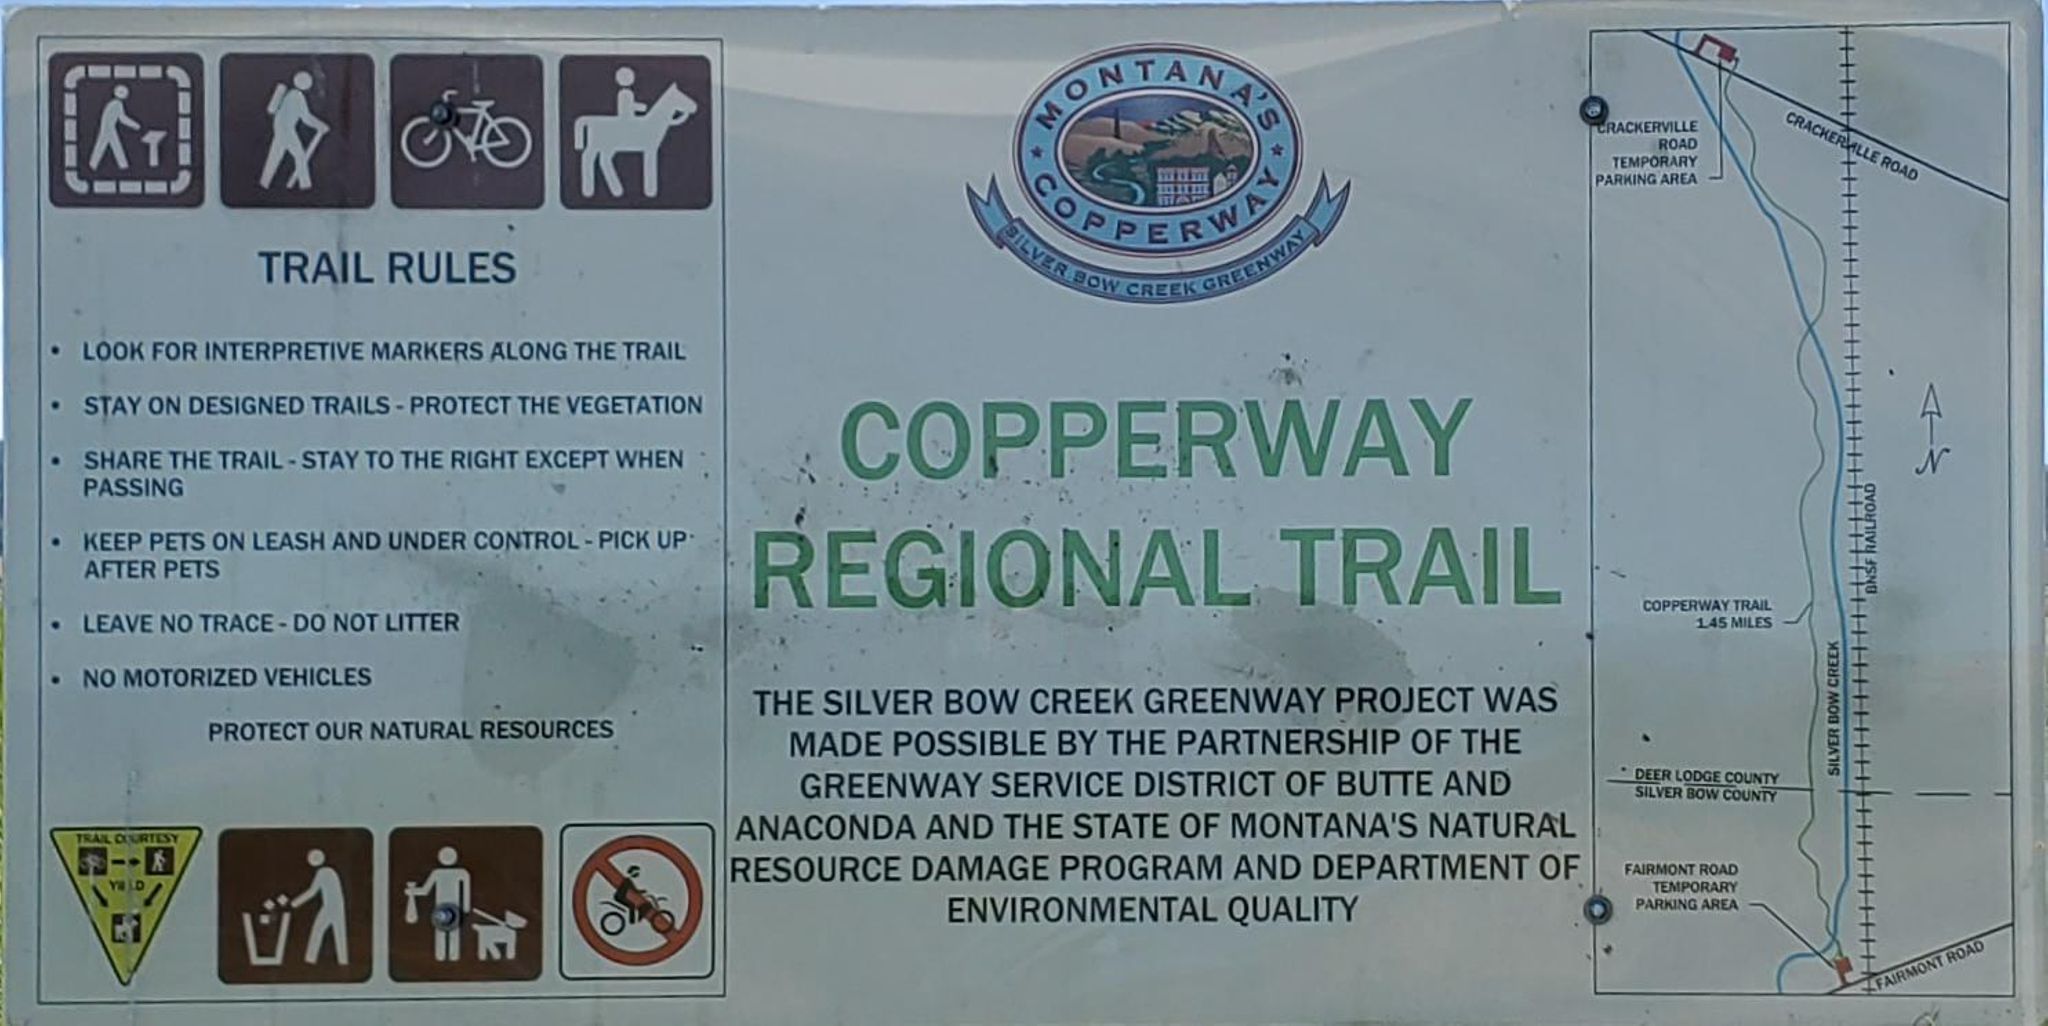 TRAIL RULES
• LOOK FOR INTERPRETIVE MARKERS ALONG THE TRAIL
• STAY ON DESIGNED TRAILS - PROTECT THE VEGETATION
• SHARE THE TRAIL - STAY TO THE RIGHT EXCEPT WHEN
PASSING
• KEEP PETS ON LEASH AND UNDER CONTROL - PICK UP
AFTER PETS
• LEAVE NO TRACE - DO NOT LITTER
• NO MOTORIZED VEHICLES
PROTECT OUR NATURAL RESOURCES
TRAIL COURTESY
YIELD
MONTANA'S
COPPERWAY
SILVER BOW CREEK GREENWAY
COPPERWAY
REGIONAL TRAIL
THE SILVER BOW CREEK GREENWAY PROJECT WAS
MADE POSSIBLE BY THE PARTNERSHIP OF THE
GREENWAY SERVICE DISTRICT OF BUTTE AND
ANACONDA AND THE STATE OF MONTANA'S NATURAL
RESOURCE DAMAGE PROGRAM AND DEPARTMENT OF
ENVIRONMENTAL QUALITY
CRACKERVILLE
ROAD
TEMPORARY
PARKING AREA
CRACKERVILLE ROAD
N
BNSF RAILROAD
COPPERWAY TRAIL
1.45 MILES
SILVER BOW CREEK
DEER LODGE COUNTY
SILVER BOW COUNTY
FAIRMONT ROAD
TEMPORARY
PARKING AREA
FAIRMONT ROAD